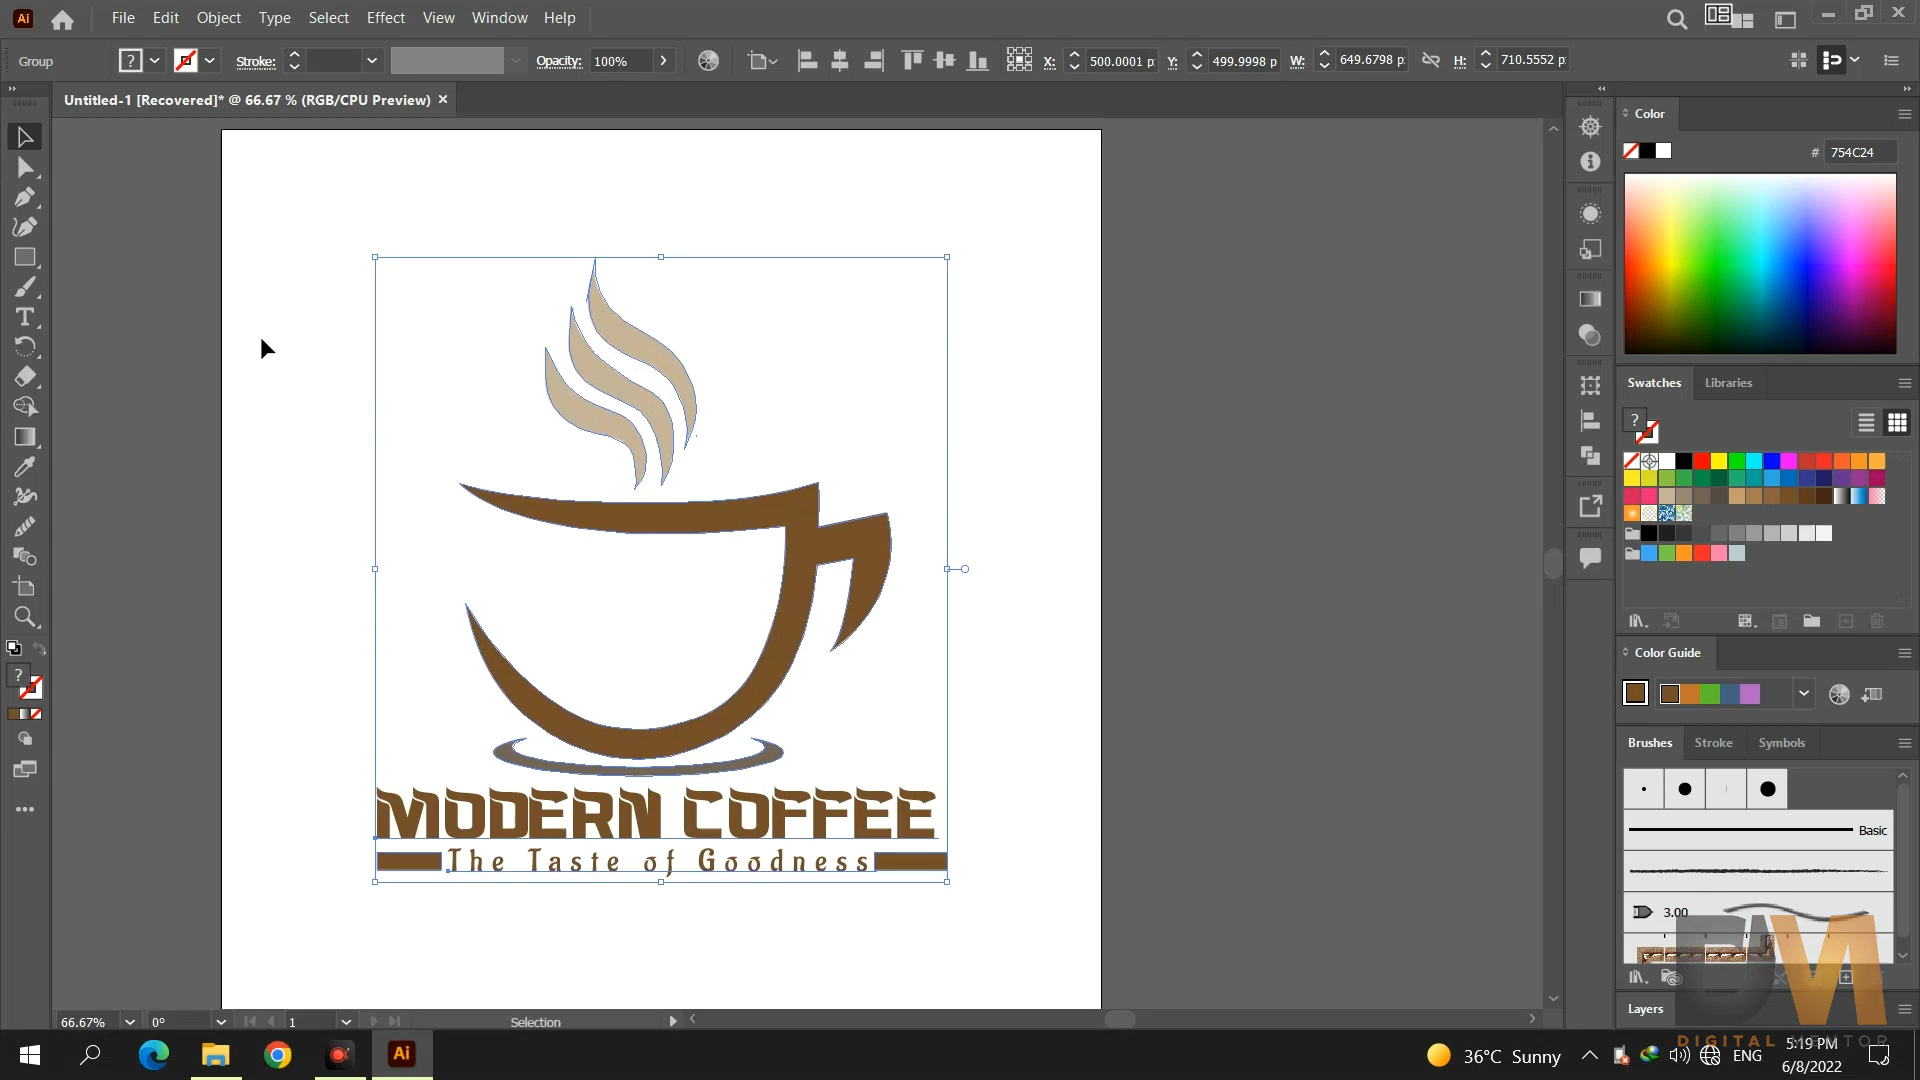 Ai File Edit Object Type Select Effect View Window Help
Group ? Stroke: Opacity: 100% X: 500.0001 p Y: 499.9998 p W: 649.6798 p H: 710.5552 p
Untitled-1 [Recovered]* @ 66.67 % (RGB/CPU Preview) ×
Color
# 754C24
Swatches Libraries
?
Color Guide
Brushes Stroke Symbols
Basic
3.00
Layers
?
MODERN COFFEE
The Taste of Goodness
66.67% 0° 1 Selection
DIGITAL MENTOR
Ai 36°C Sunny ENG 5:19 PM
6/8/2022